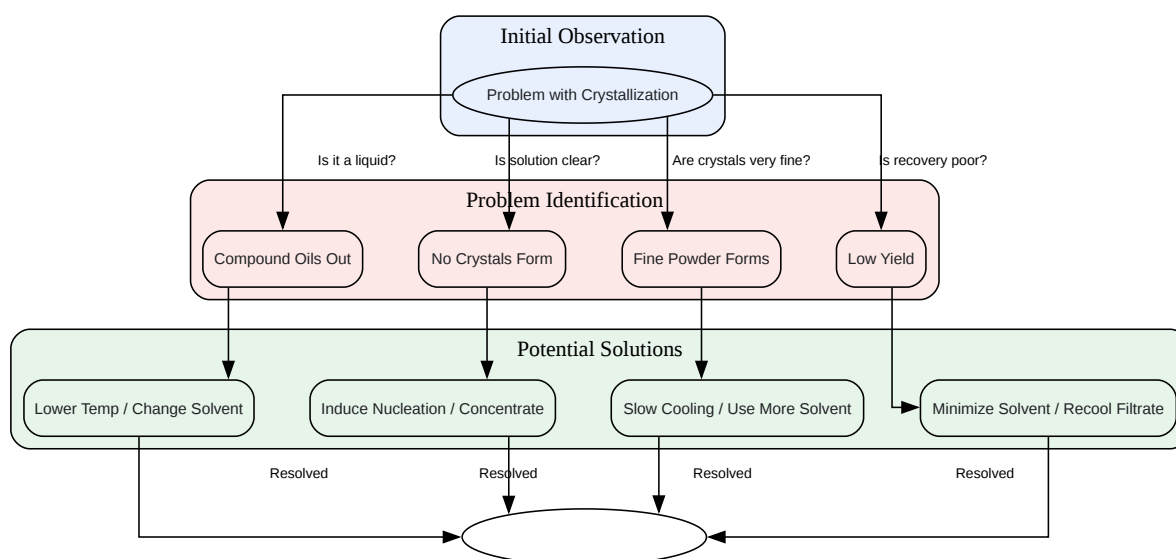 Initial Observation
Problem with Crystallization
Is it a liquid?
Is solution clear?
Are crystals very fine?
Is recovery poor?
Problem Identification
Compound Oils Out
No Crystals Form
Fine Powder Forms
Low Yield
Potential Solutions
Lower Temp / Change Solvent
Induce Nucleation / Concentrate
Slow Cooling / Use More Solvent
Minimize Solvent / Recool Filtrate
Resolved
Resolved
Resolved
Resolved